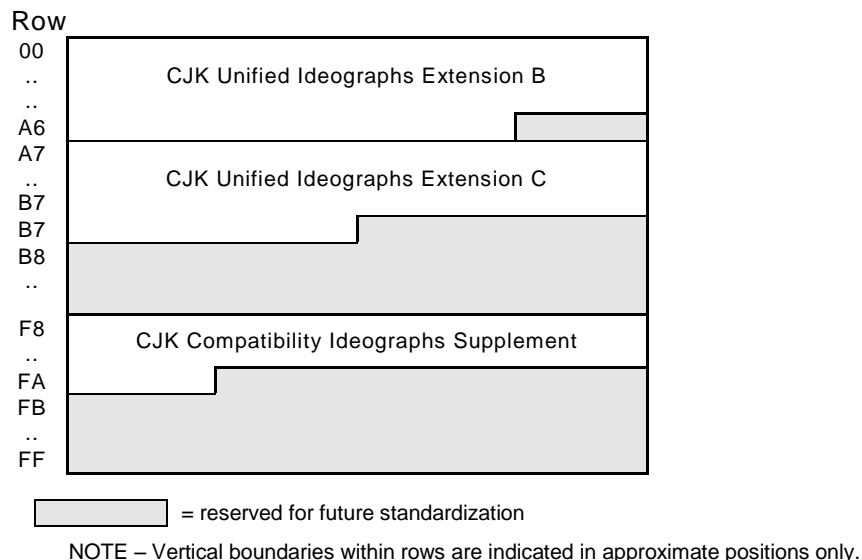 Row
00
..
CJK Unified Ideographs Extension B
..
A6
A7
..
CJK Unified Ideographs Extension C
B7
B7
B8
..
F8
CJK Compatibility Ideographs Supplement
..
FA
FB
..
FF
= reserved for future standardization
NOTE – Vertical boundaries within rows are indicated in approximate positions only.